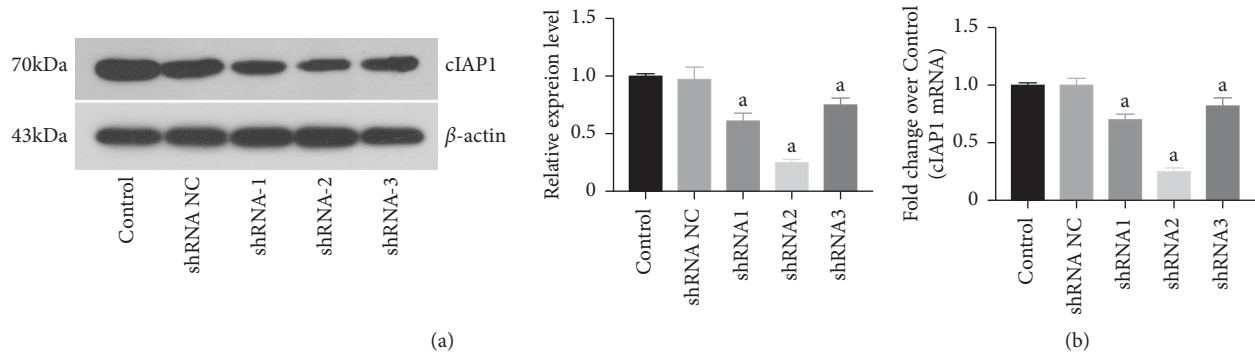 70kDa
cIAP1
43kDa
β-actin
Control
shRNA NC
shRNA-1
shRNA-2
shRNA-3
Relative expreion level
1.5
1.0
0.5
0
a
a
a
Control
shRNA NC
shRNA1
shRNA2
shRNA3
(a)
Fold change over Control
(cIAP1 mRNA)
1.5
1.0
0.5
0
a
a
a
Control
shRNA NC
shRNA1
shRNA2
shRNA3
(b)